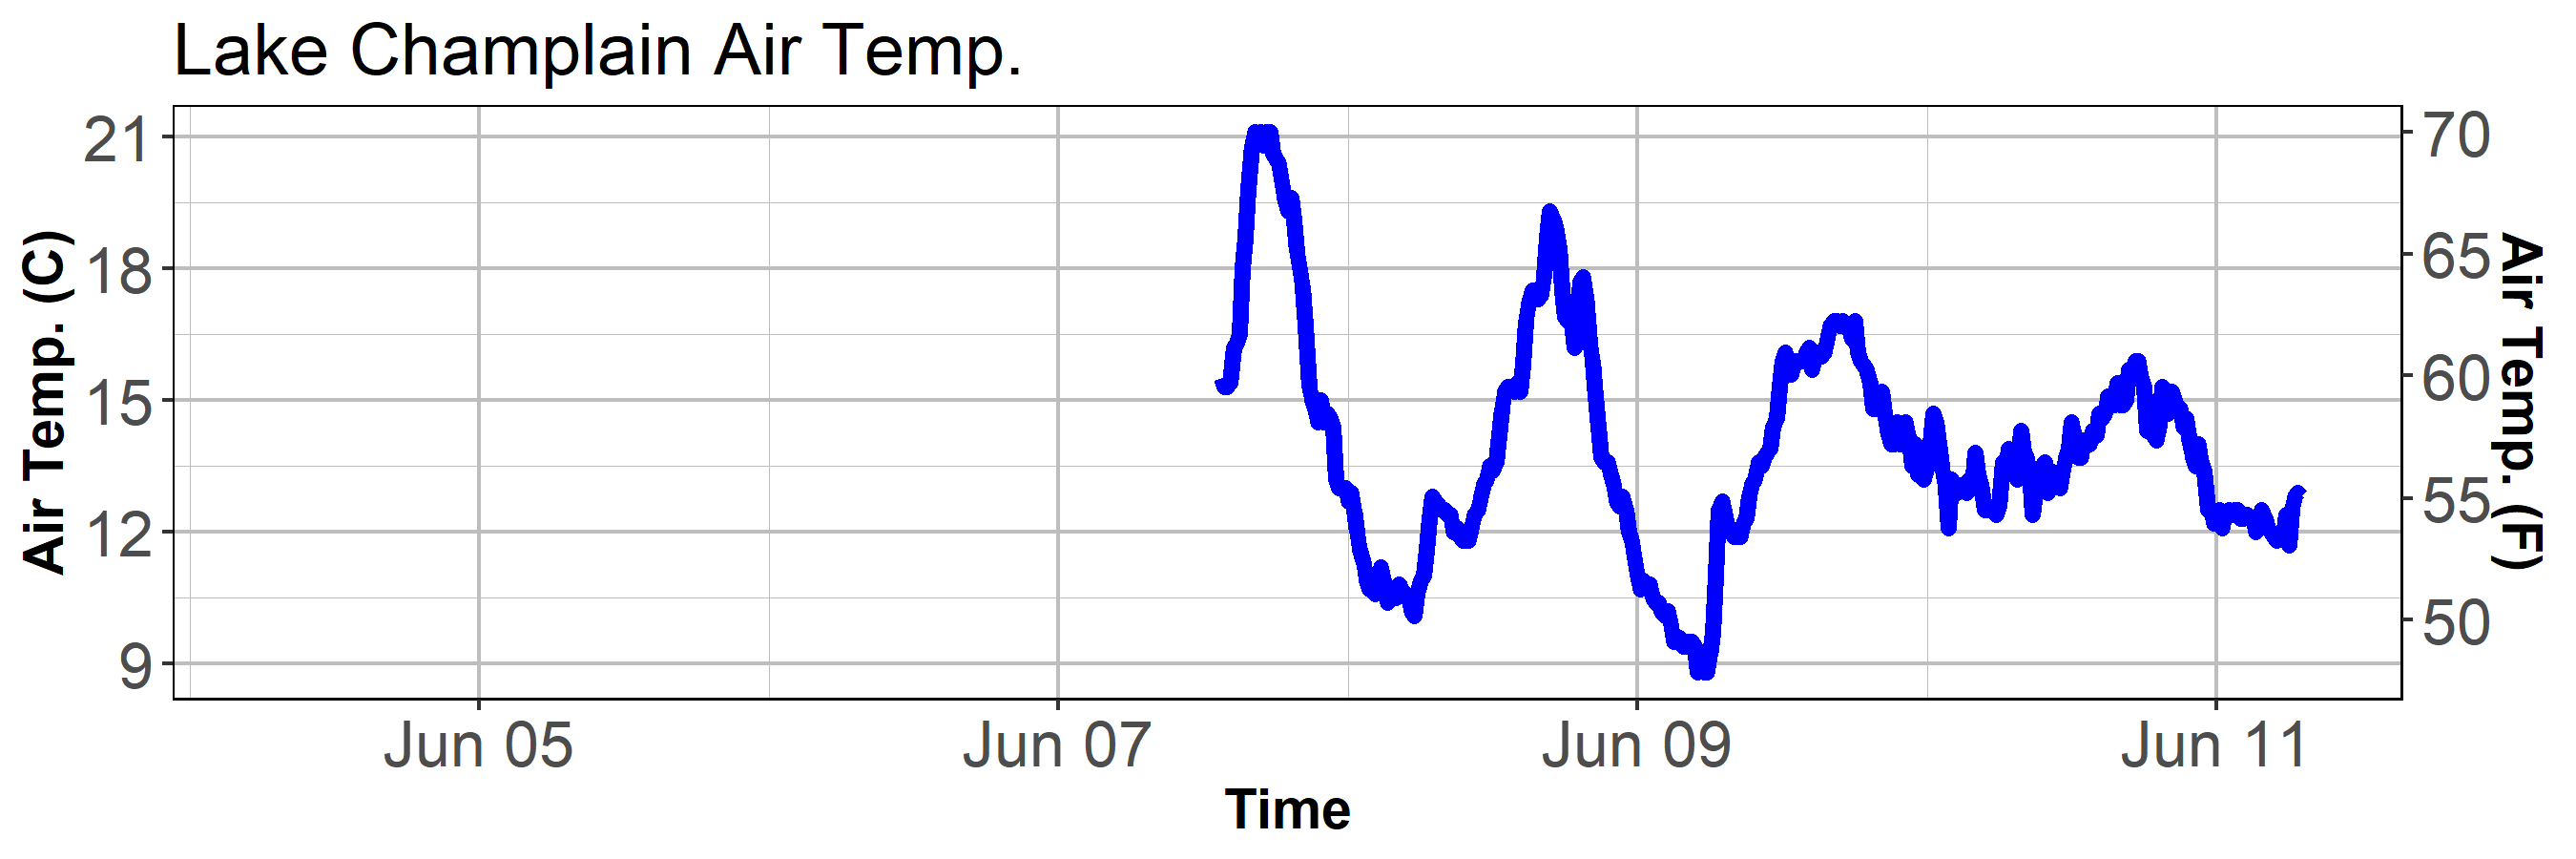 Lake Champlain Air Temp.
Air Temp. (C)
21
18
15
12
9
70
65
60
55
50
Air Temp. (F)
Jun 05
Jun 07
Jun 09
Jun 11
Time